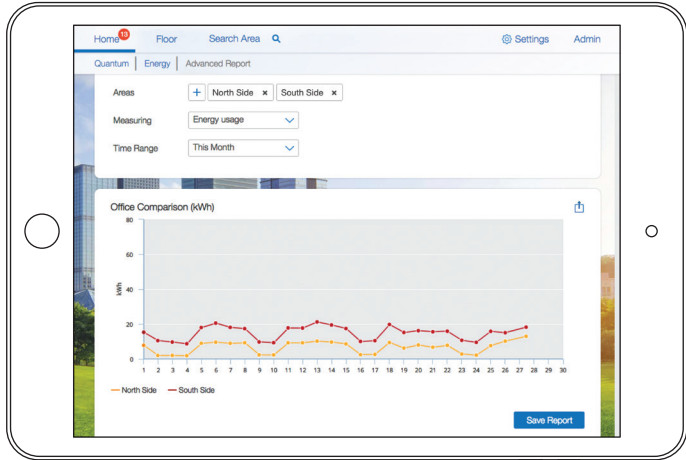 Home 13 Floor Search Area Settings Admin
Quantum Energy Advanced Report
Areas + North Side × South Side ×
Measuring Energy usage
Time Range This Month
Office Comparison (kWh)
80
60
40
20
0
kWh
1 2 3 4 5 6 7 8 9 10 11 12 13 14 15 16 17 18 19 20 21 22 23 24 25 26 27 28 29 30
North Side South Side
Save Report